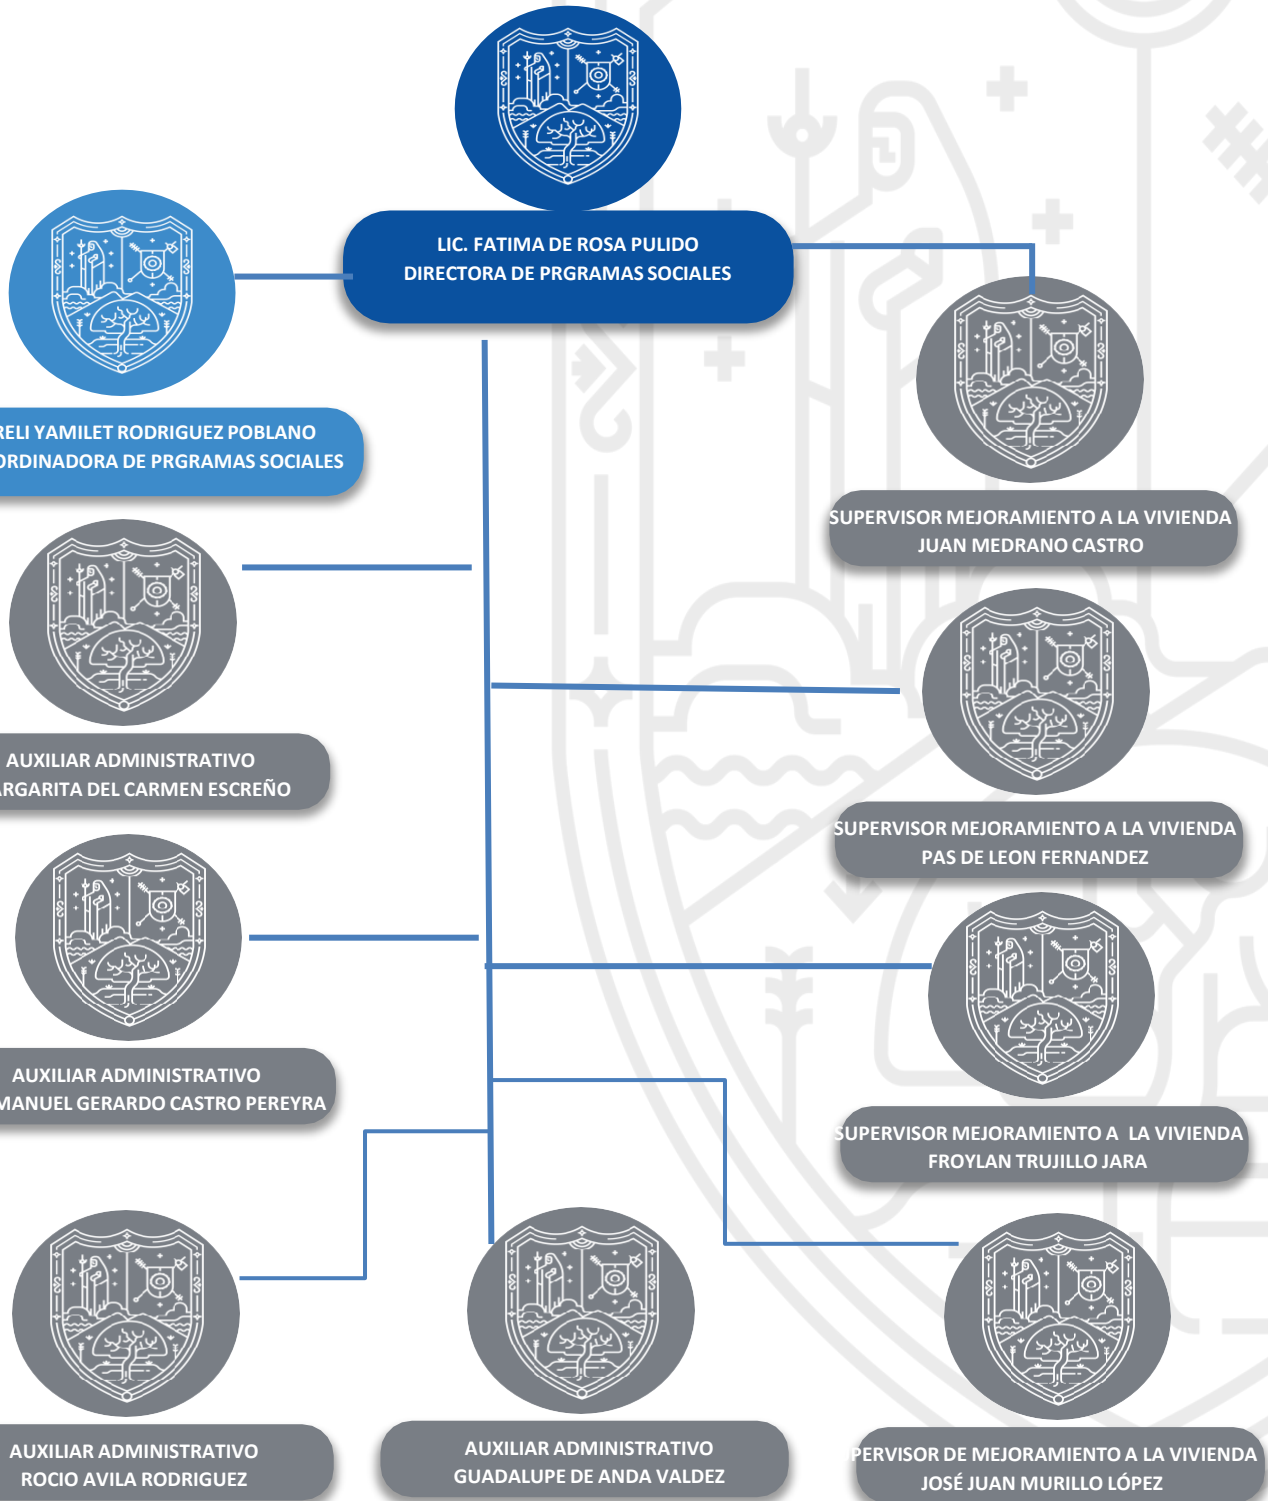 LIC. FATIMA DE ROSA PULIDO
DIRECTORA DE PRGRAMAS SOCIALES
RELI YAMILET RODRIGUEZ POBLANO
ORDINADORA DE PRGRAMAS SOCIALES
SUPERVISOR MEJORAMIENTO A LA VIVIENDA
JUAN MEDRANO CASTRO
AUXILIAR ADMINISTRATIVO
ARGARITA DEL CARMEN ESCREÑO
SUPERVISOR MEJORAMIENTO A LA VIVIENDA
PAS DE LEON FERNANDEZ
AUXILIAR ADMINISTRATIVO
MANUEL GERARDO CASTRO PEREYRA
SUPERVISOR MEJORAMIENTO A LA VIVIENDA
FROYLAN TRUJILLO JARA
AUXILIAR ADMINISTRATIVO
ROCIO AVILA RODRIGUEZ
AUXILIAR ADMINISTRATIVO
GUADALUPE DE ANDA VALDEZ
PERVISOR DE MEJORAMIENTO A LA VIVIENDA
JOSÉ JUAN MURILLO LÓPEZ